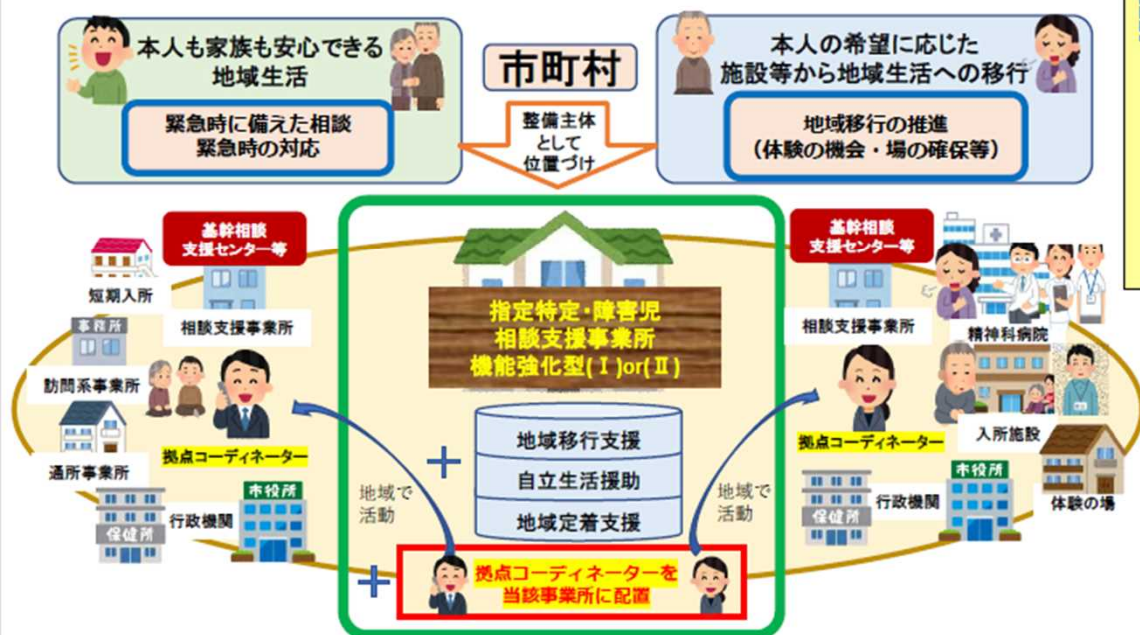 本人も家族も安心できる
地域生活
緊急時に備えた相談
緊急時の対応
市町村
整備主体
として
位置づけ
本人の希望に応じた
施設等から地域生活への移行
地域移行の推進
（体験の機会・場の確保等）
基幹相談
支援センター等
短期入所
相談支援事業所
事務所
訪問系事業所
通所事業所
拠点コーディネーター
市役所
行政機関
保健所
指定特定・障害児
相談支援事業所
機能強化型(Ⅰ)or(Ⅱ)
＋
地域移行支援
自立生活援助
地域定着支援
地域で
活動
地域で
活動
＋
拠点コーディネーターを
当該事業所に配置
基幹相談
支援センター等
相談支援事業所
精神科病院
拠点コーディネーター
入所施設
市役所
行政機関
保健所
体験の場